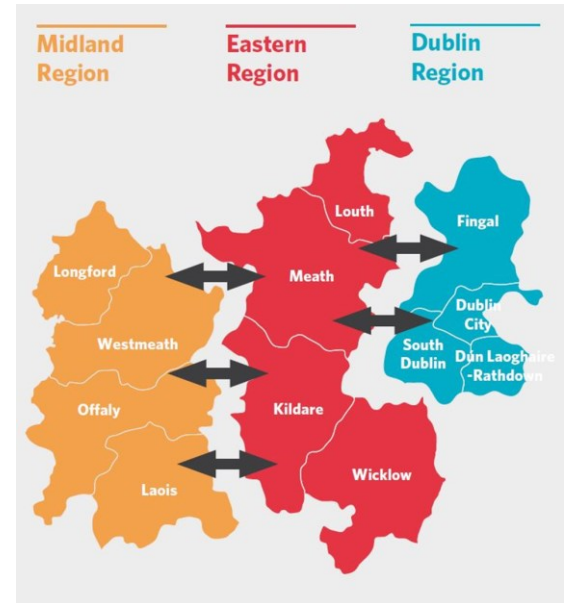 Midland
Region
Eastern
Region
Dublin
Region
Louth
Fingal
Longford
Meath
Dublin
City
Westmeath
South
Dublin
Dún Laoghaire
-Rathdown
Offaly
Kildare
Wicklow
Laois